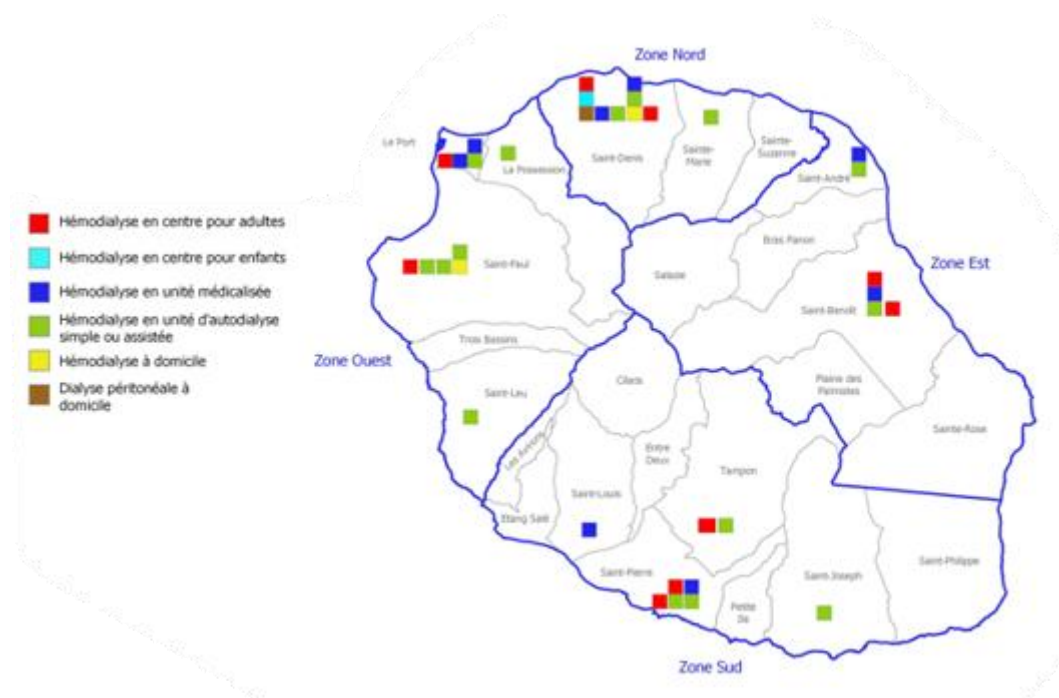 Zone Nord
Le Port
La Possession
Saint-Denis
Sainte-
Marie
Sainte-
Suzanne
Saint-André
Hémodialyse en centre pour adultes
Hémodialyse en centre pour enfants
Hémodialyse en unité médicalisée
Hémodialyse en unité d'autodialyse
simple ou assistée
Hémodialyse à domicile
Dialyse péritonéale à
domicile
Saint-Paul
Bras Panon
Salazie
Zone Est
Saint-Benoît
Trois Bassins
Zone Ouest
Cilaos
Plaine des
Palmistes
Saint-Leu
Sainte-Rose
Les Avirons
Entre
Deux
Tampon
Saint-Louis
Etang Salé
Saint-Pierre
Petite
Ile
Saint-Joseph
Saint-Philippe
Zone Sud